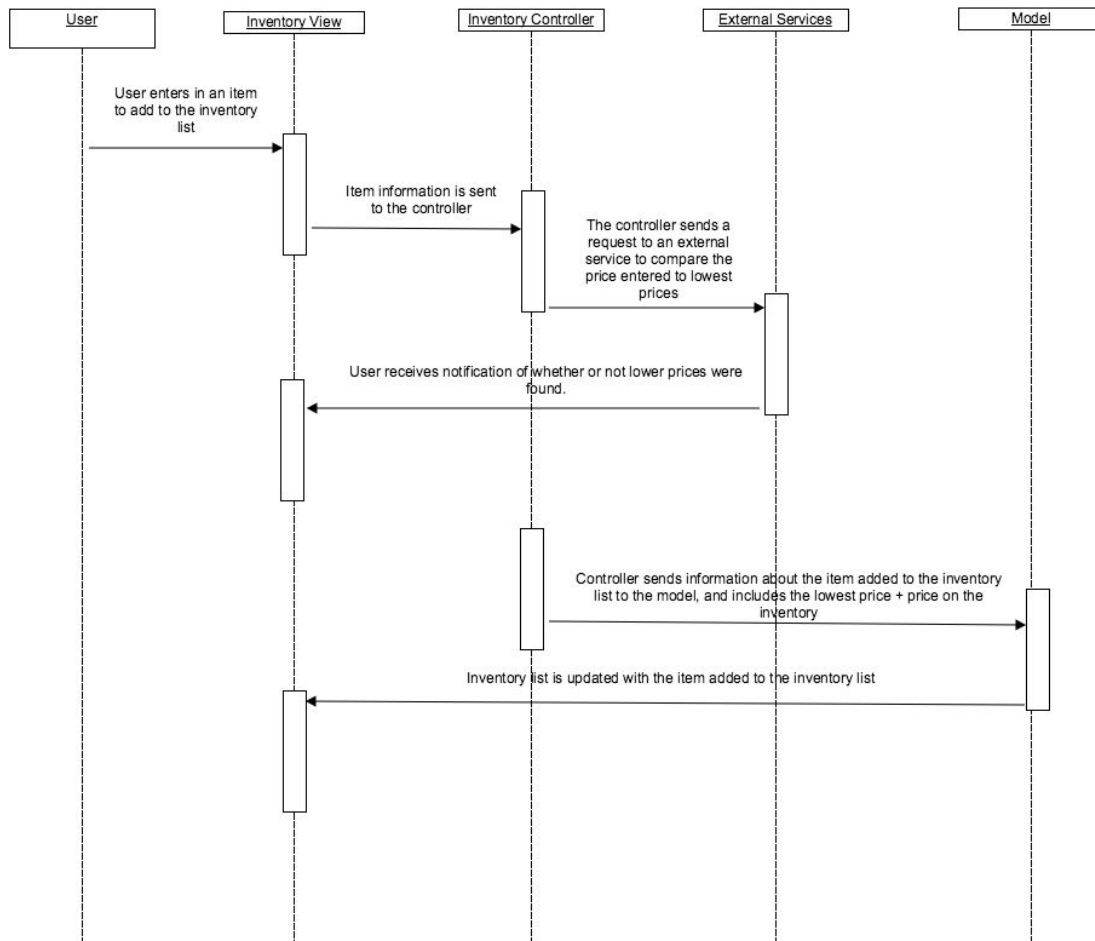 User
Inventory View
Inventory Controller
External Services
Model
User enters in an item
to add to the inventory
list
Item information is sent
to the controller
The controller sends a
request to an external
service to compare the
price entered to lowest
prices
User receives notification of whether or not lower prices were
found.
Controller sends information about the item added to the inventory
list to the model, and includes the lowest price + price on the
inventory
Inventory list is updated with the item added to the inventory list